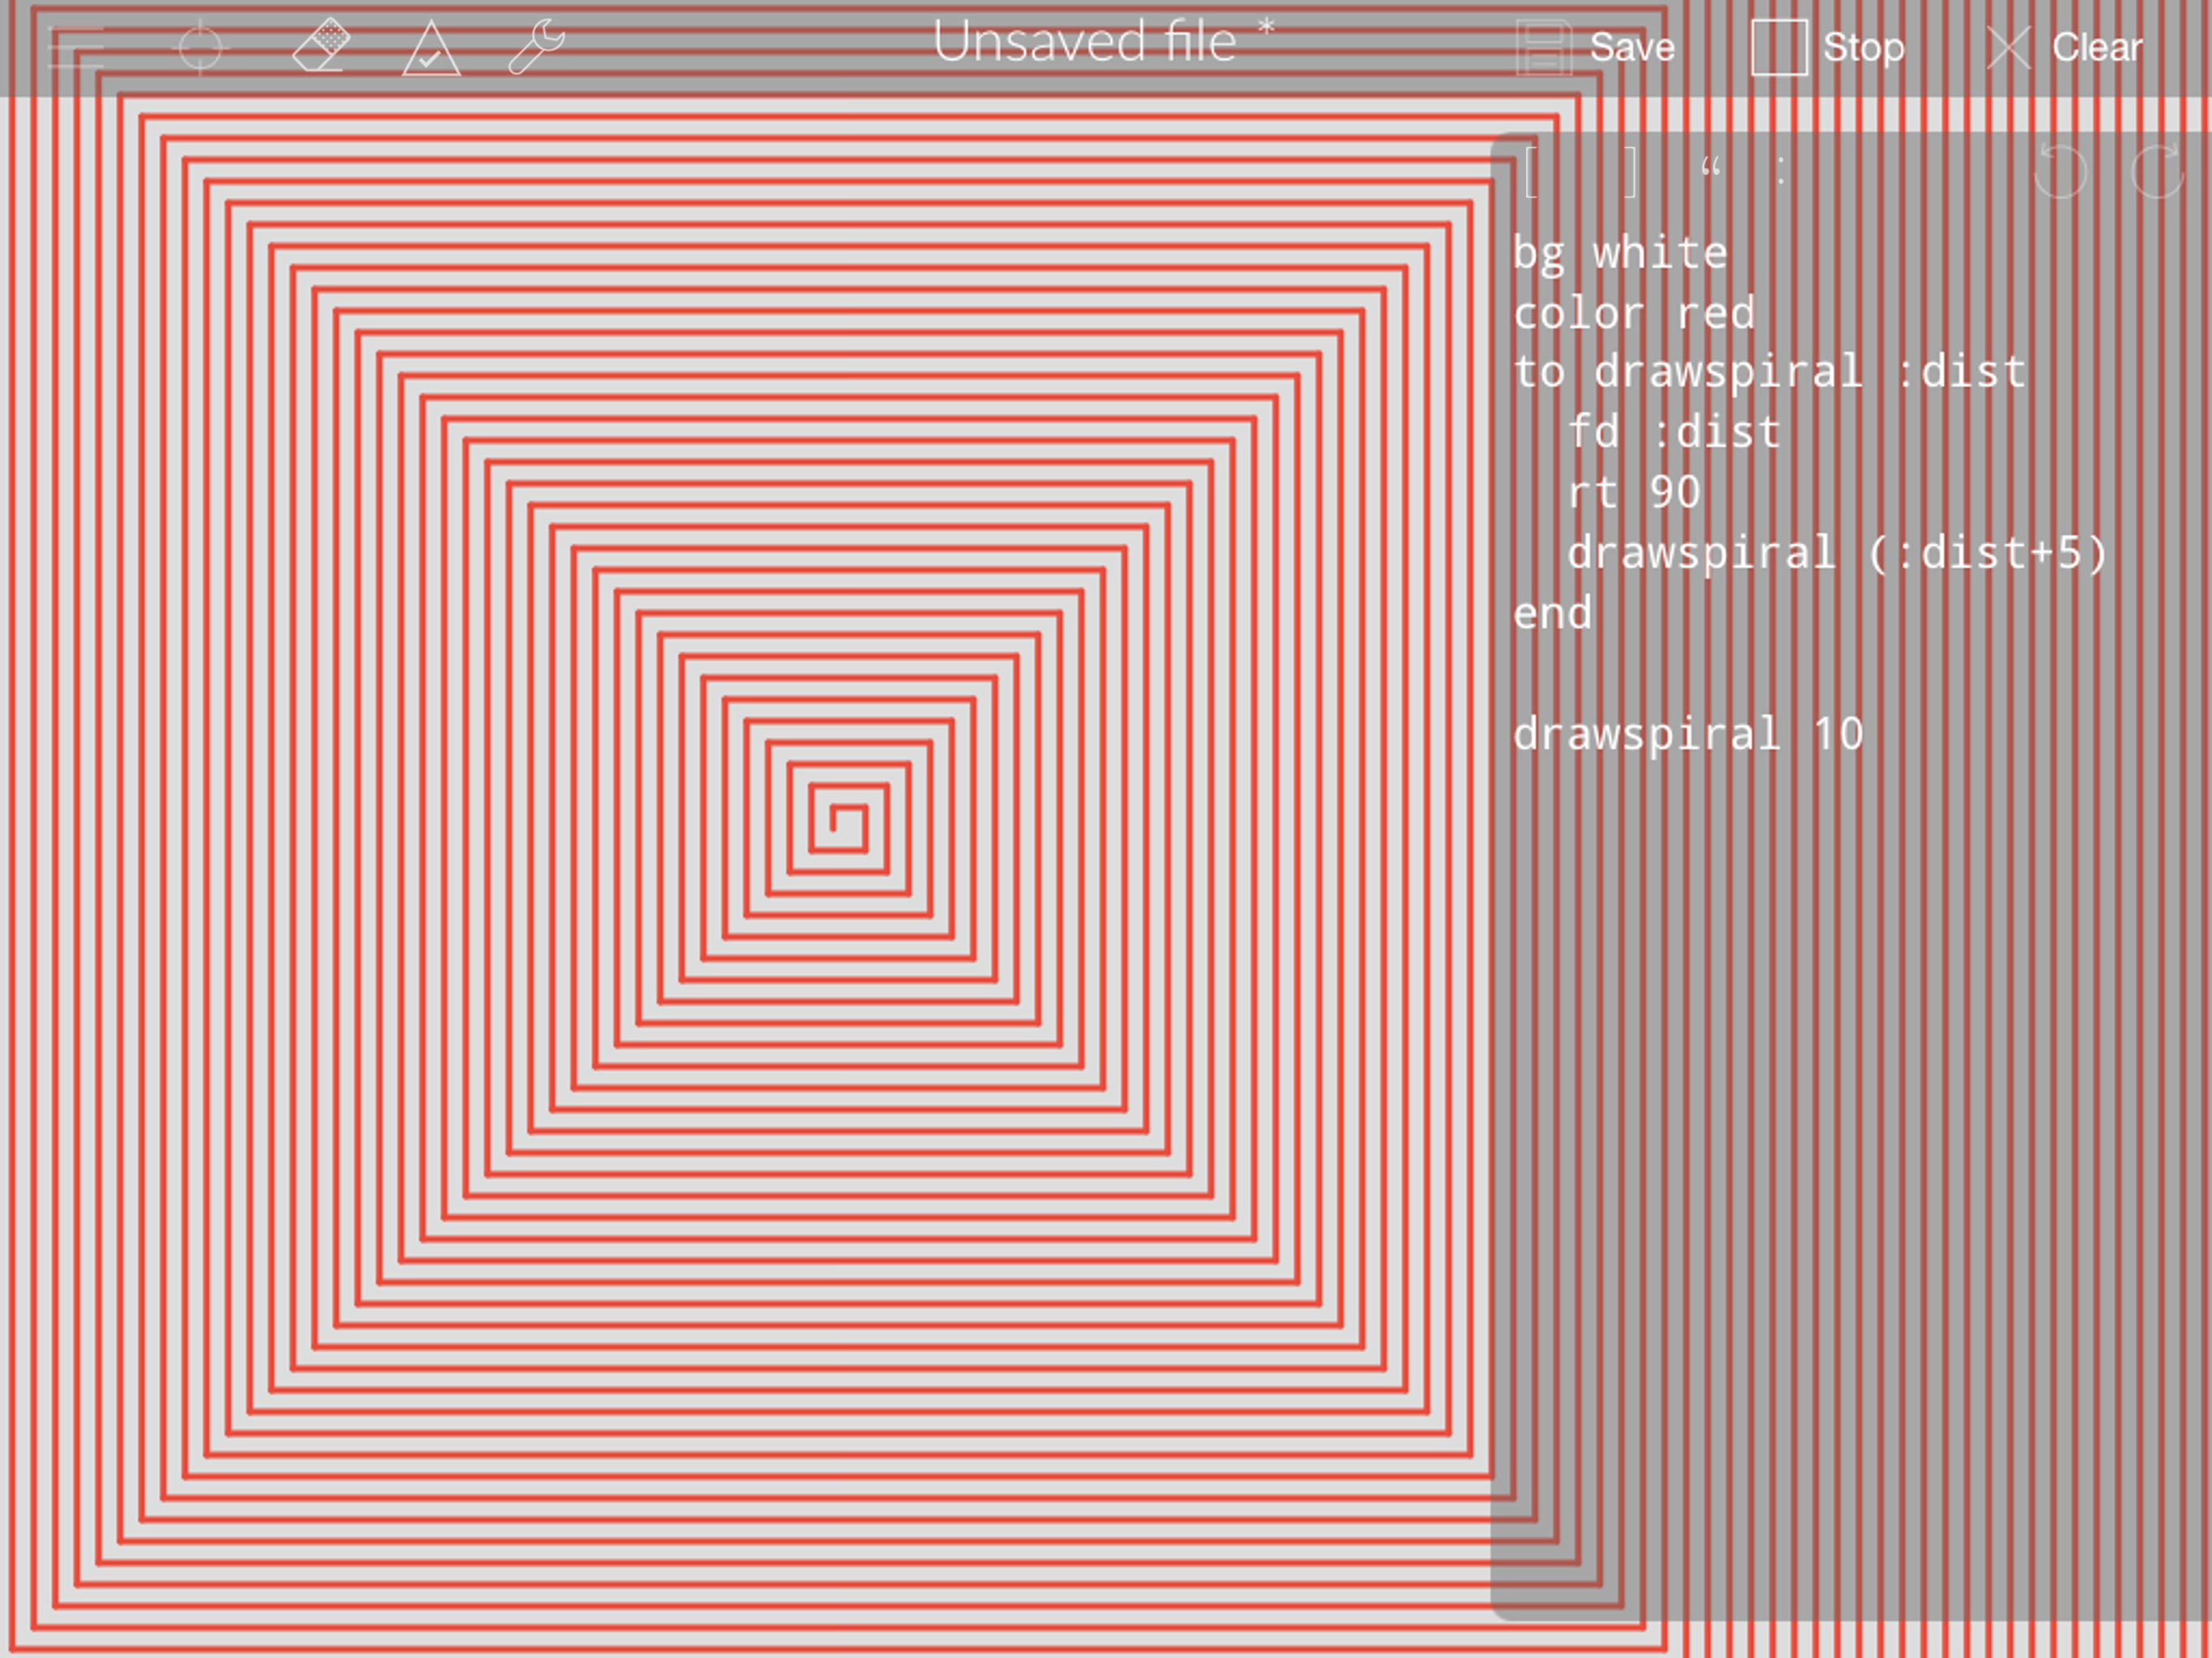 Unsaved file *
Save
Stop
Clear
[ ] “ :
bg white
color red
to drawspiral :dist
  fd :dist
  rt 90
  drawspiral (:dist+5)
end
drawspiral 10